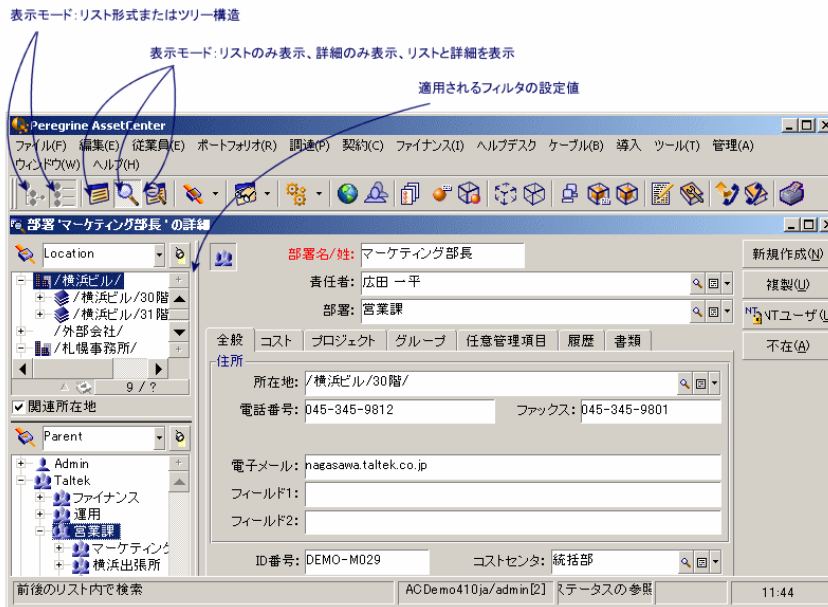 表示モード:リスト形式またはツリー構造
表示モード:リストのみ表示、詳細のみ表示、リストと詳細を表示
適用されるフィルタの設定値
Peregrine AssetCenter
ファイル(F) 編集(E) 従業員(E) ポートフォリオ(R) 調達(P) 契約(C) ファイナンス(I) ヘルプデスク ケーブル(B) 導入 ツール(T) 管理(A)
ウィンドウ(W) ヘルプ(H)
部署 'マーケティング部長 ' の詳細
Location
/横浜ビル/
/横浜ビル/30階
/横浜ビル/31階
/外部会社/
/札幌事務所/
9 / ?
関連所在地
Parent
Admin
Taltek
ファイナンス
運用
営業課
マーケティング
横浜出張所
部署名/姓: マーケティング部長
責任者: 広田 一平
部署: 営業課
全般 コスト プロジェクト グループ 任意管理項目 履歴 書類
住所
所在地: /横浜ビル/30階/
電話番号: 045-345-9812 ファックス: 045-345-9801
電子メール: nagasawa.taltek.co.jp
フィールド1:
フィールド2:
ID番号: DEMO-M029 コストセンタ: 統括部
新規作成(N)
複製(U)
NTユーザ(U
不在(A)
前後のリスト内で検索 ACDemo410ja/admin[2] ステータスの参照 11:44